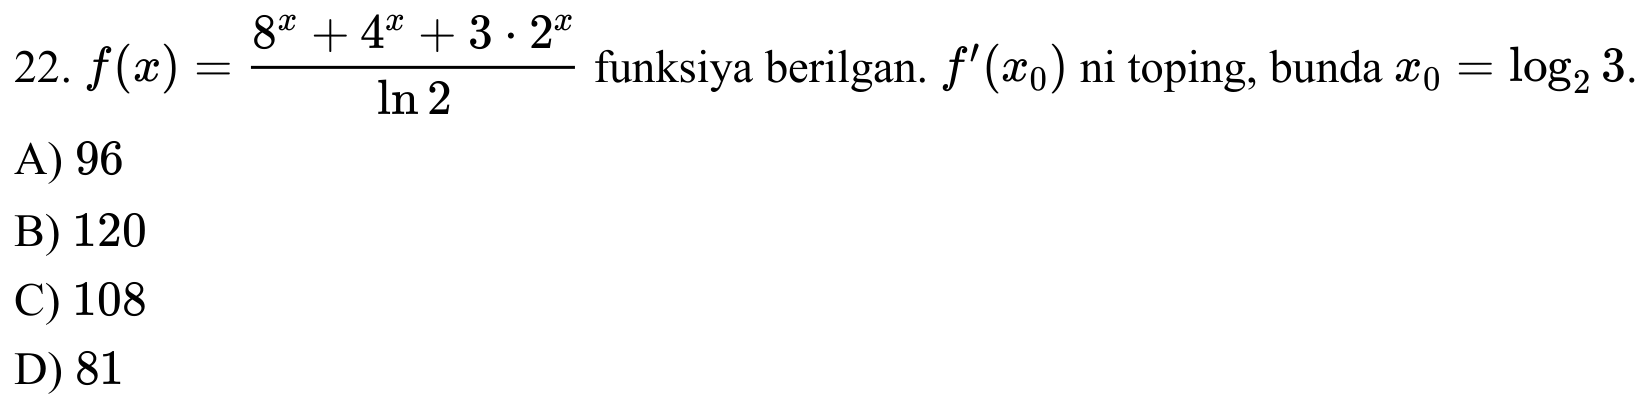 22. f(x) = \frac{8^x + 4^x + 3 · 2^x}{\ln 2} funksiya berilgan. f′(x₀) ni toping, bunda x₀ = log₂ 3.
A) 96
B) 120
C) 108
D) 81